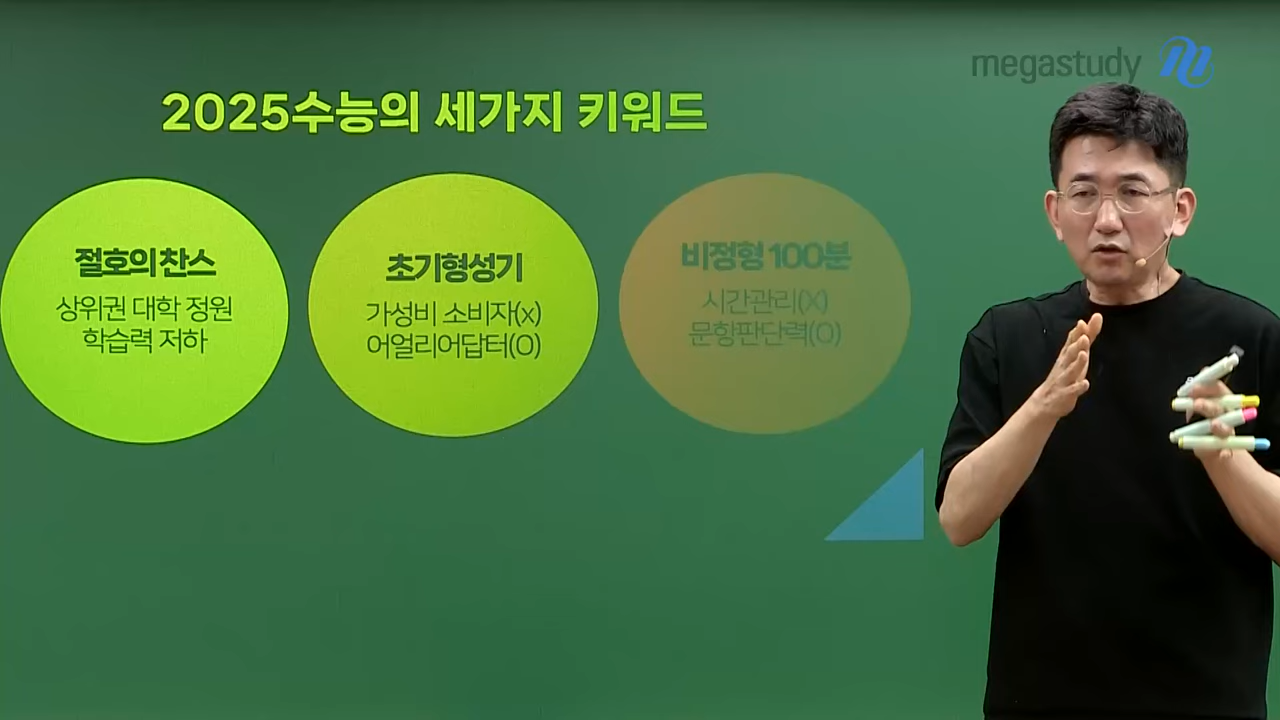 megastudy
2025수능의 세가지 키워드
절호의 찬스
상위권 대학 정원
학습력 저하
초기형성기
가성비 소비자(x)
어얼리어답터(O)
비정형 100분
시간관리(X)
문항판단력(O)